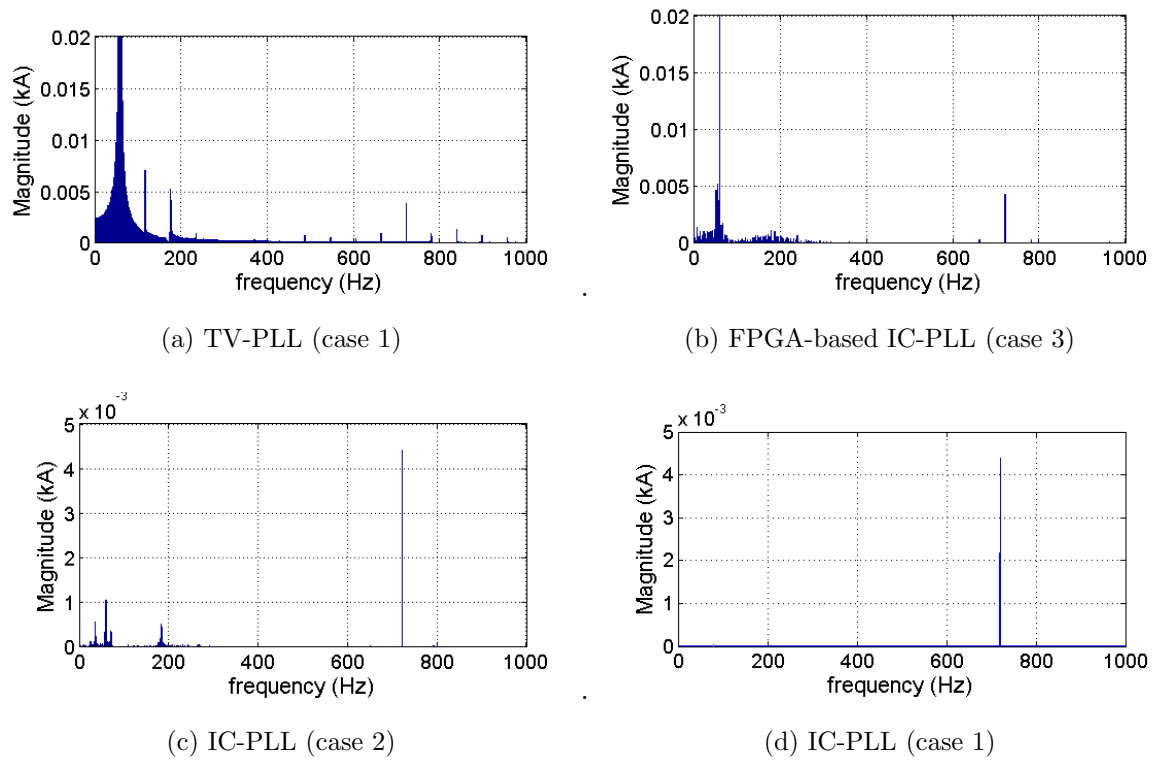 0.02
0.015
0.01
0.005
0
Magnitude (kA)
0 200 400 600 800 1000
frequency (Hz)
(a) TV-PLL (case 1)
.
0.02
0.015
0.01
0.005
0
Magnitude (kA)
0 200 400 600 800 1000
frequency (Hz)
(b) FPGA-based IC-PLL (case 3)
5 x 10-3
4
3
2
1
0
Magnitude (kA)
0 200 400 600 800 1000
frequency (Hz)
(c) IC-PLL (case 2)
.
5 x 10-3
4
3
2
1
0
Magnitude (kA)
0 200 400 600 800 1000
frequency (Hz)
(d) IC-PLL (case 1)